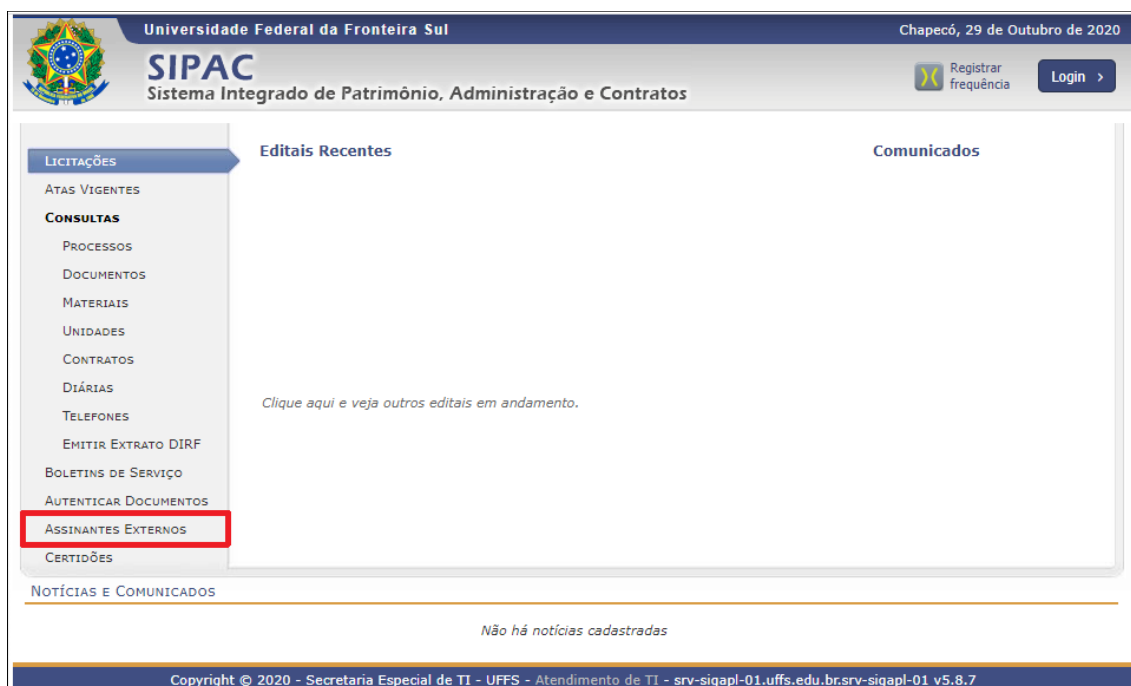 Universidade Federal da Fronteira Sul
Chapecó, 29 de Outubro de 2020
SIPAC
Sistema Integrado de Patrimônio, Administração e Contratos
Registrar
frequência
Login ›
Licitações
Atas Vigentes
Consultas
Processos
Documentos
Materiais
Unidades
Contratos
Diárias
Telefones
Emitir Extrato DIRF
Boletins de Serviço
Autenticar Documentos
Assinantes Externos
Certidões
Editais Recentes
Clique aqui e veja outros editais em andamento.
Comunicados
Notícias e Comunicados
Não há notícias cadastradas
Copyright © 2020 - Secretaria Especial de TI - UFFS - Atendimento de TI - srv-sigapl-01.uffs.edu.br.srv-sigapl-01 v5.8.7